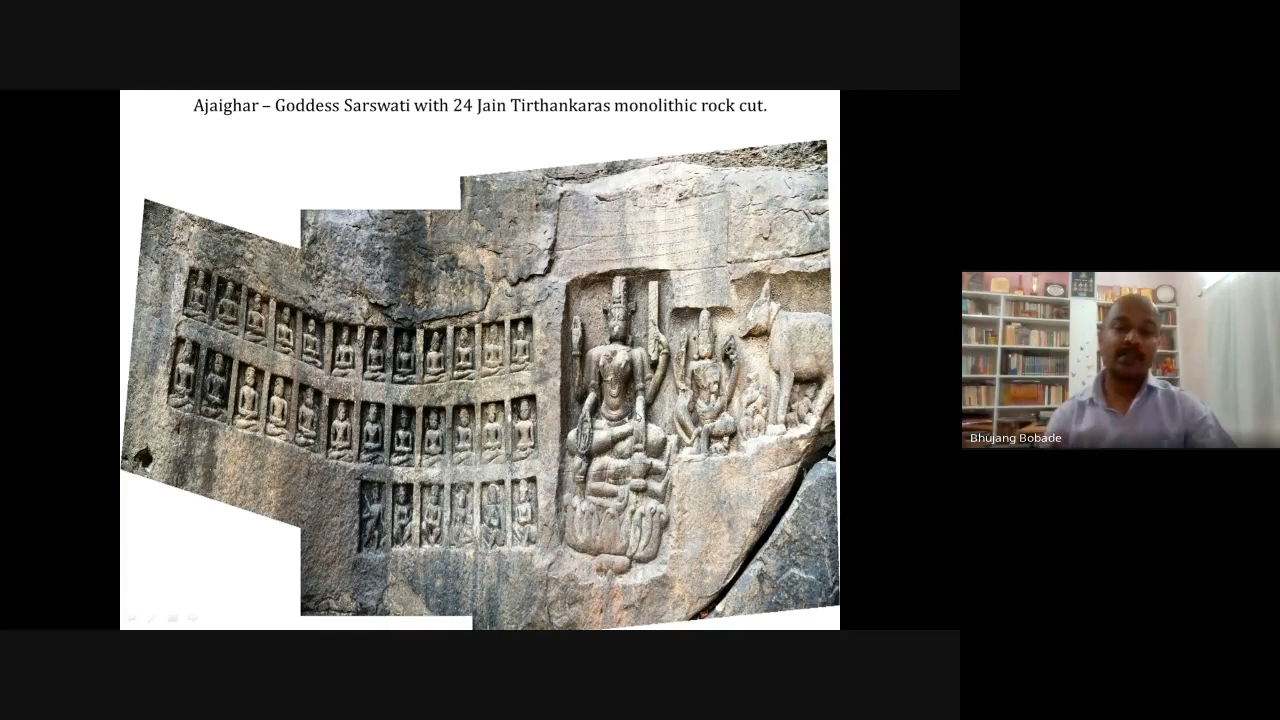 Ajaighar – Goddess Sarswati with 24 Jain Tirthankaras monolithic rock cut.
Bhujang Bobade